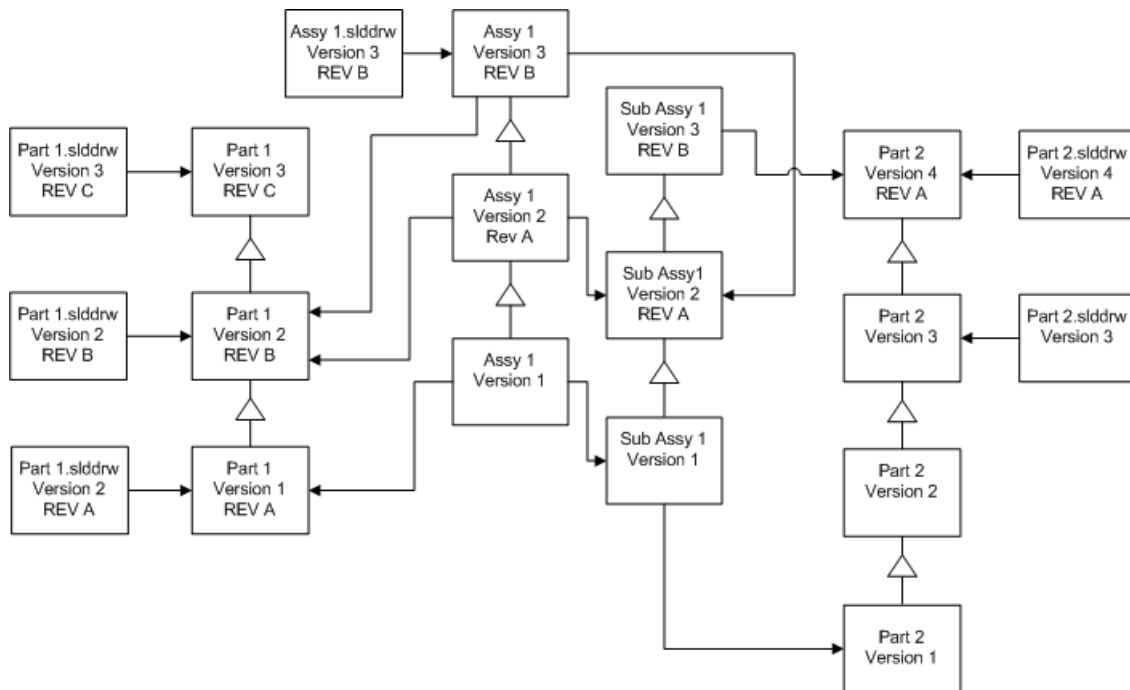 Assy 1.slddrw
Version 3
REV B
Assy 1
Version 3
REV B
Sub Assy 1
Version 3
REV B
Part 1.slddrw
Version 3
REV C
Part 1
Version 3
REV C
Part 2
Version 4
REV A
Part 2.slddrw
Version 4
REV A
Assy 1
Version 2
Rev A
Sub Assy1
Version 2
REV A
Part 1.slddrw
Version 2
REV B
Part 1
Version 2
REV B
Part 2
Version 3
Part 2.slddrw
Version 3
Assy 1
Version 1
Sub Assy 1
Version 1
Part 1.slddrw
Version 2
REV A
Part 1
Version 1
REV A
Part 2
Version 2
Part 2
Version 1